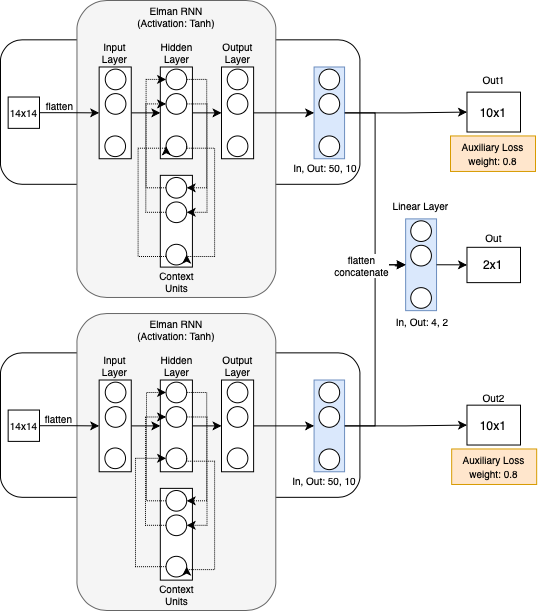 Elman RNN
(Activation: Tanh)
Input
Layer
Hidden
Layer
Output
Layer
14x14
flatten
In, Out: 50, 10
Context
Units
Out1
10x1
Auxiliary Loss
weight: 0.8
Linear Layer
flatten
concatenate
In, Out: 4, 2
Out
2x1
Elman RNN
(Activation: Tanh)
Input
Layer
Hidden
Layer
Output
Layer
14x14
flatten
In, Out: 50, 10
Context
Units
Out2
10x1
Auxiliary Loss
weight: 0.8